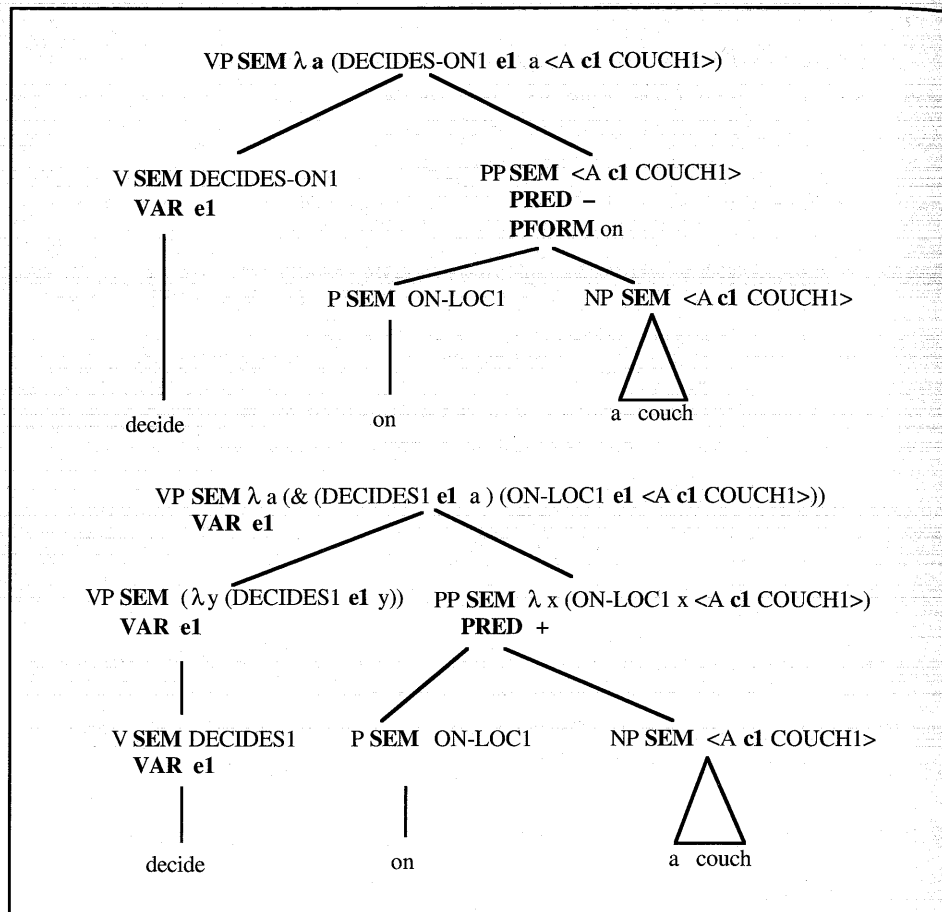 VP SEM λ a (DECIDES-ON1 e1 a <A c1 COUCH1>)
V SEM DECIDES-ON1 PP SEM <A c1 COUCH1>
VAR e1 PRED –
PFORM on
P SEM ON-LOC1 NP SEM <A c1 COUCH1>
decide on a couch
VP SEM λ a (& (DECIDES1 e1 a ) (ON-LOC1 e1 <A c1 COUCH1>))
VAR e1
VP SEM (λ y (DECIDES1 e1 y)) PP SEM λ x (ON-LOC1 x <A c1 COUCH1>)
VAR e1 PRED +
V SEM DECIDES1 P SEM ON-LOC1 NP SEM <A c1 COUCH1>
VAR e1
decide on a couch